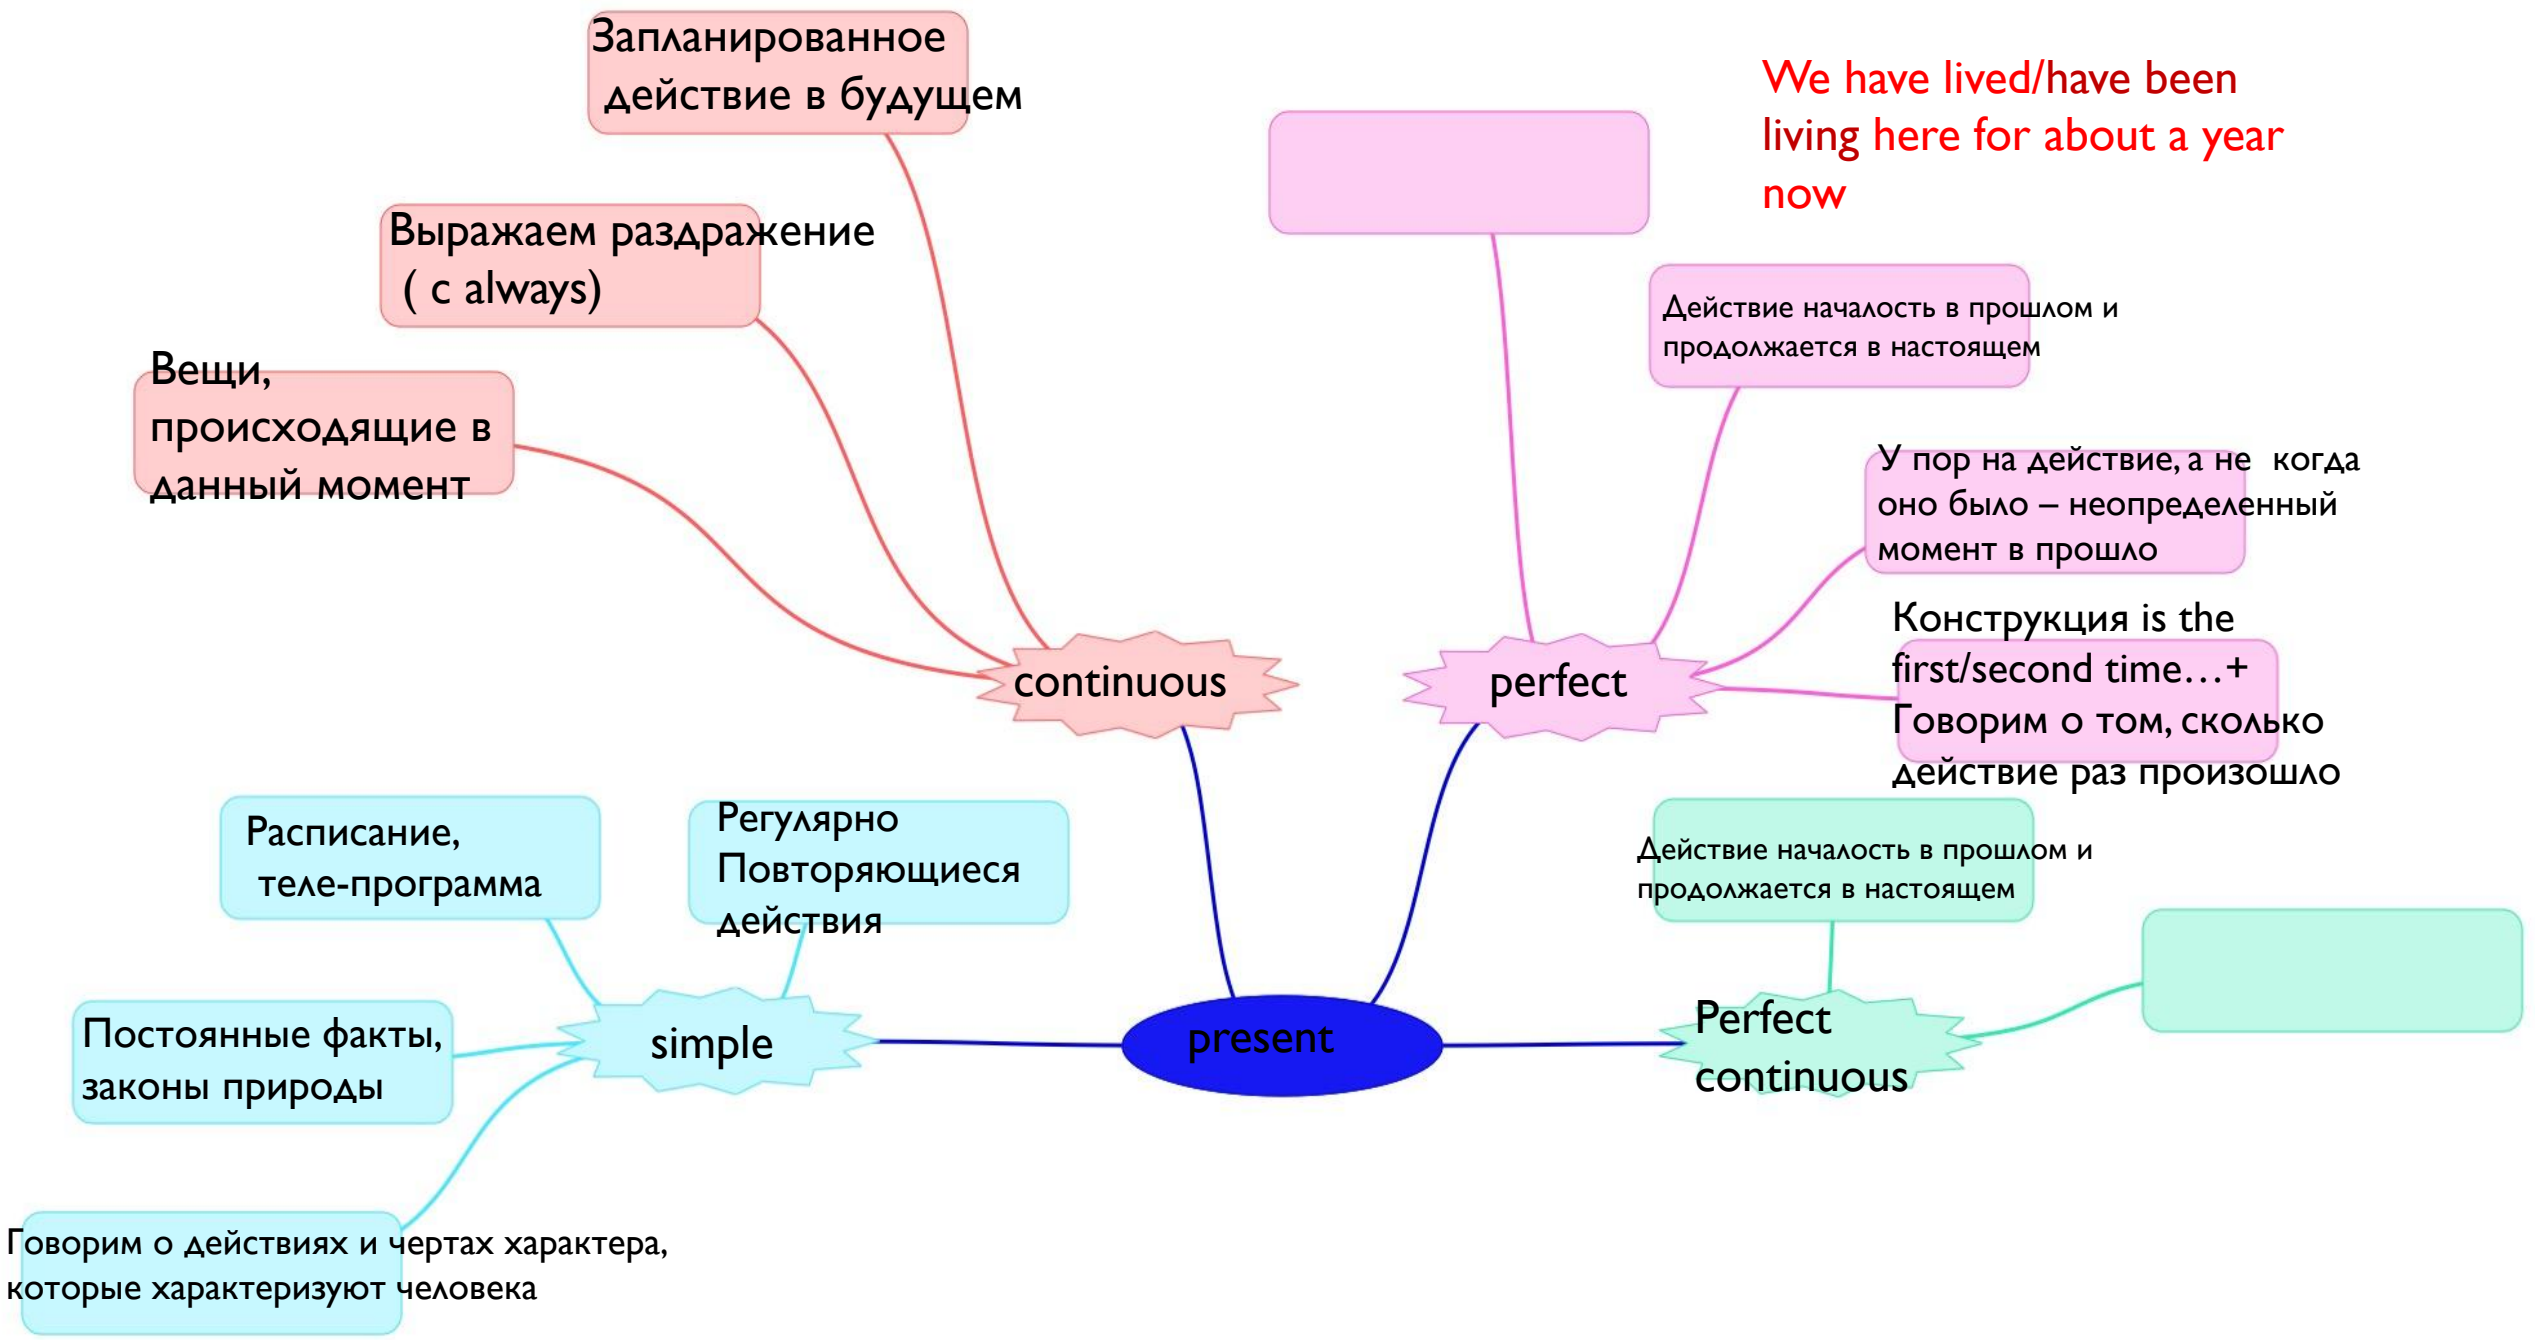 Запланированное
действие в будущем
Выражаем раздражение
( с always)
Вещи,
происходящие в
данный момент
continuous
We have lived/have been
living here for about a year
now
Действие началость в прошлом и
продолжается в настоящем
У пор на действие, а не когда
оно было – неопределенный
момент в прошло
Конструкция is the
first/second time…+
Говорим о том, сколько
действие раз произошло
perfect
Расписание,
теле-программа
Регулярно
Повторяющиеся
действия
Постоянные факты,
законы природы
Говорим о действиях и чертах характера,
которые характеризуют человека
simple
present
Действие началость в прошлом и
продолжается в настоящем
Perfect
continuous